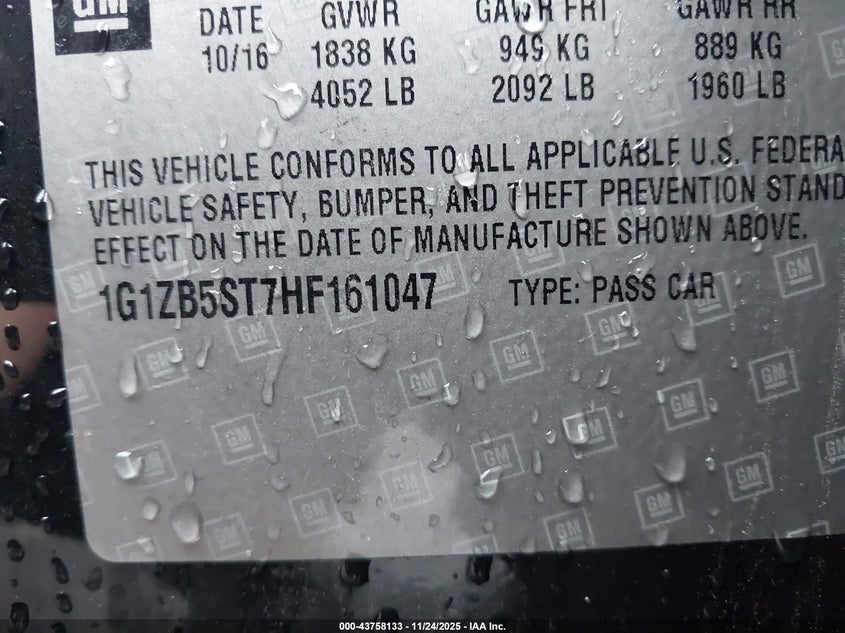 GM
DATE GVWR GAWR FRT GAWR RR
10/16 1838 KG 949 KG 889 KG
4052 LB 2092 LB 1960 LB
THIS VEHICLE CONFORMS TO ALL APPLICABLE U.S. FEDERA
VEHICLE SAFETY, BUMPER, AND THEFT PREVENTION STAND
EFFECT ON THE DATE OF MANUFACTURE SHOWN ABOVE.
1G1ZB5ST7HF161047 TYPE: PASS CAR
000-43758133 - 11/24/2025 - IAA Inc.